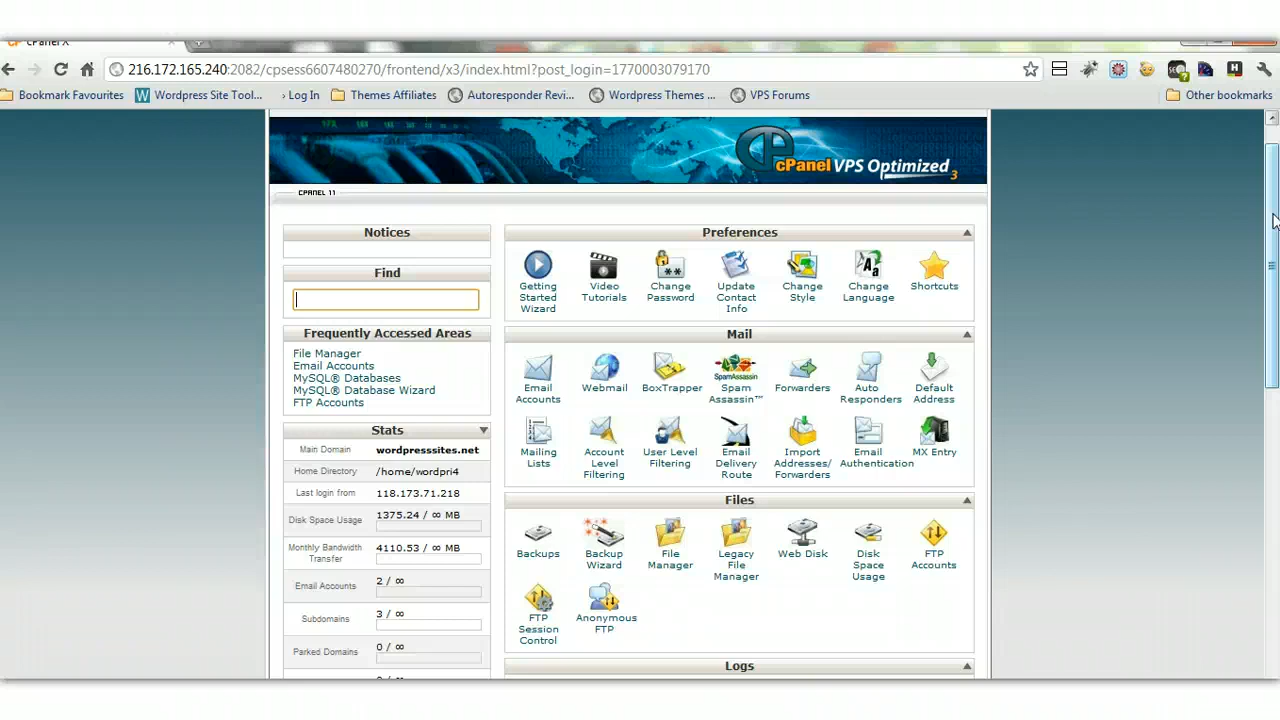 cPanel X
216.172.165.240:2082/cpsess6607480270/frontend/x3/index.html?post_login=1770003079170
Bookmark Favourites
Wordpress Site Tool...
› Log In
Themes Affiliates
Autoresponder Revi...
Wordpress Themes ...
VPS Forums
Other bookmarks
cPanel VPS Optimized 3
CPANEL 11
Notices
Find
Frequently Accessed Areas
File Manager
Email Accounts
MySQL® Databases
MySQL® Database Wizard
FTP Accounts
Stats
Main Domain wordpresssites.net
Home Directory /home/wordpri4
Last login from 118.173.71.218
Disk Space Usage 1375.24 / ∞ MB
Monthly Bandwidth Transfer 4110.53 / ∞ MB
Email Accounts 2 / ∞
Subdomains 3 / ∞
Parked Domains 0 / ∞
Preferences
Getting Started Wizard
Video Tutorials
Change Password
Update Contact Info
Change Style
Change Language
Shortcuts
Mail
Email Accounts
Webmail
BoxTrapper
Spam Assassin™
Forwarders
Auto Responders
Default Address
Mailing Lists
Account Level Filtering
User Level Filtering
Email Delivery Route
Import Addresses/ Forwarders
Email Authentication
MX Entry
Files
Backups
Backup Wizard
File Manager
Legacy File Manager
Web Disk
Disk Space Usage
FTP Accounts
FTP Session Control
Anonymous FTP
Logs